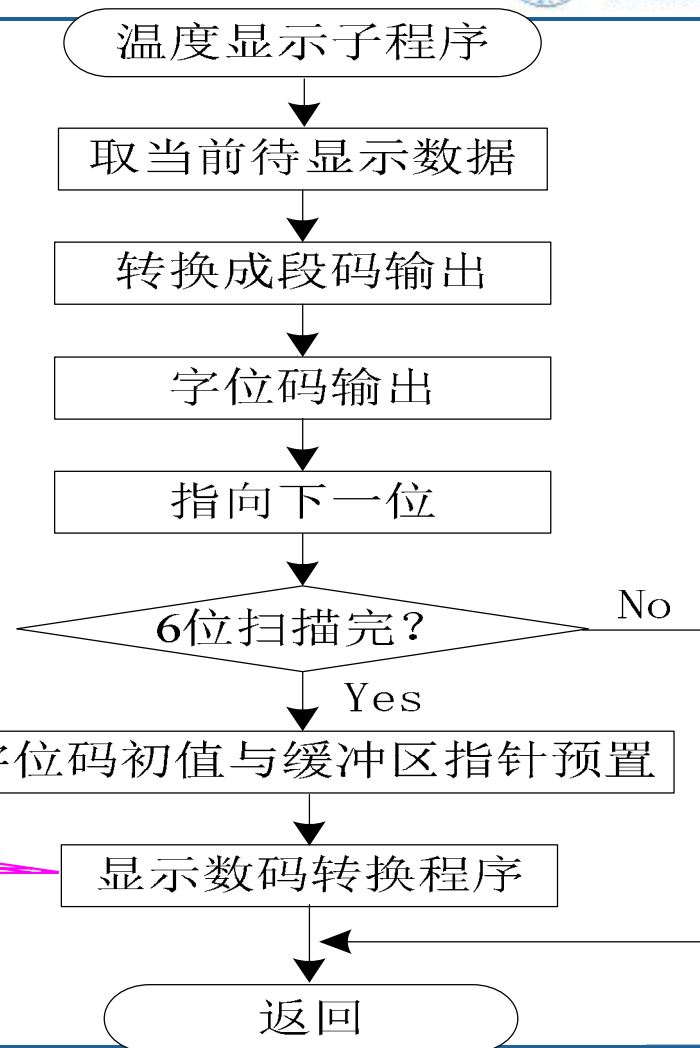 温度显示子程序
取当前待显示数据
转换成段码输出
字位码输出
指向下一位
6位扫描完?
No
Yes
字位码初值与缓冲区指针预置
显示数码转换程序
返回